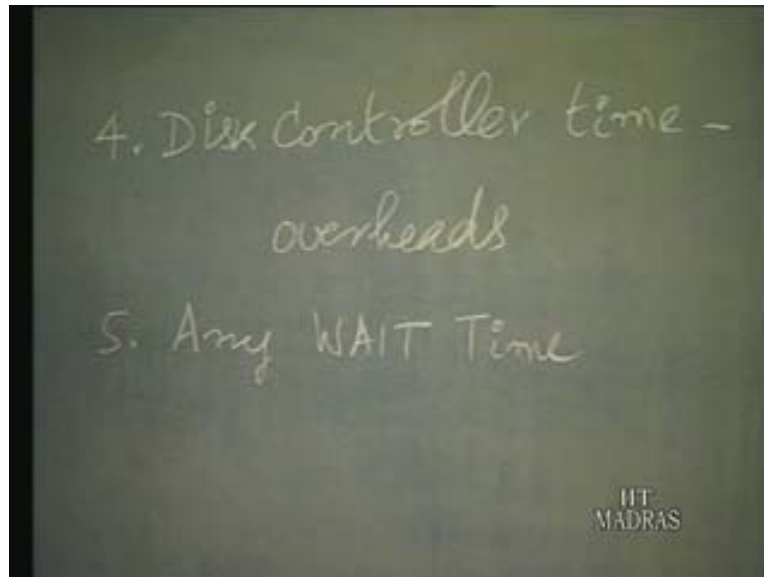 4. Disk Controller time -
overheads
5. Any WAIT Time
IIT
MADRAS